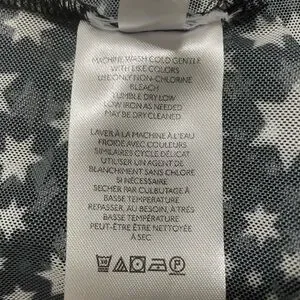 MACHINE WASH COLD GENTLE
WITH LIKE COLORS
USE ONLY NON-CHLORINE
BLEACH
TUMBLE DRY LOW
LOW IRON AS NEEDED
MAY BE DRY CLEANED
LAVER À LA MACHINE À L'EAU
FROIDE AVEC COULEURS
SIMILAIRES CYCLE DÉLICAT
UTILISER UN AGENT DE
BLANCHIMENT SANS CHLORE
SI NÉCESSAIRE
SECHER PAR CULBUTAGE À
BASSE TEMPÉRATURE
REPASSER, AU BESOIN, À TRÈS
BASSE TEMPÉRATURE
PEUT-ÊTRE ÊTRE NETTOYÉE
À SEC